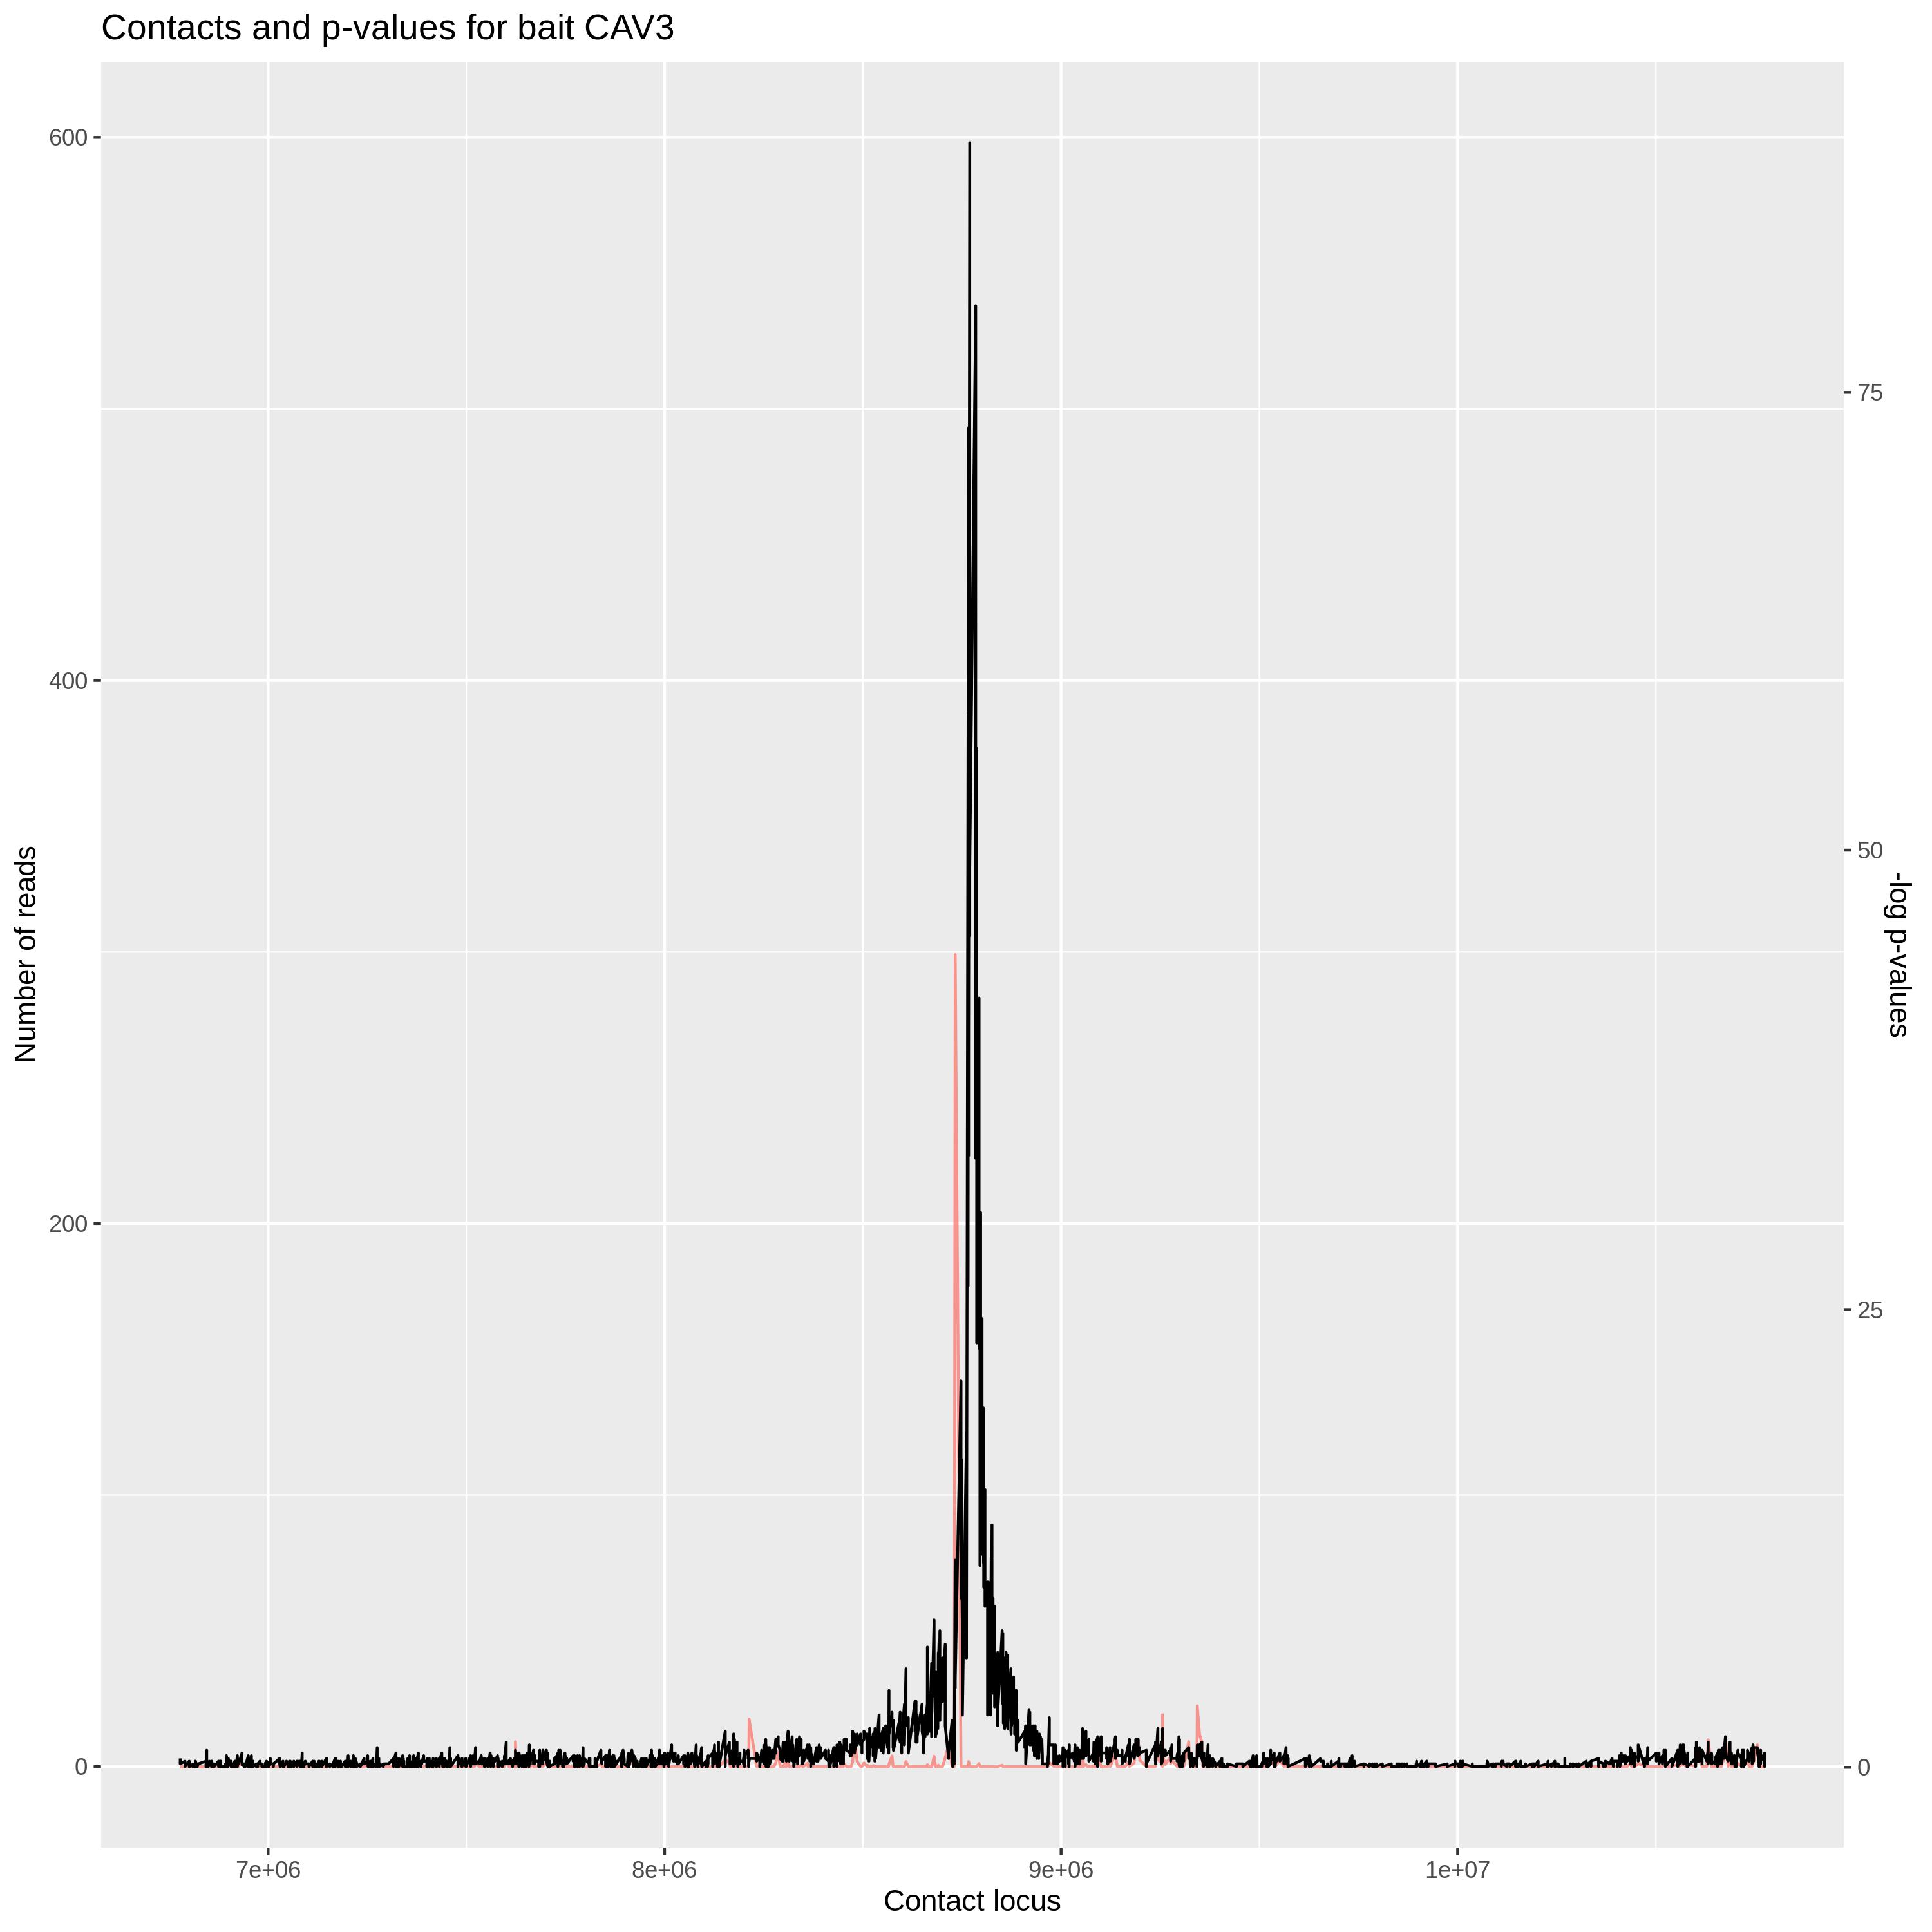 Contacts and p-values for bait CAV3
600
400
200
0
Number of reads
75
50
25
0
-log p-values
7e+06
8e+06
9e+06
1e+07
Contact locus